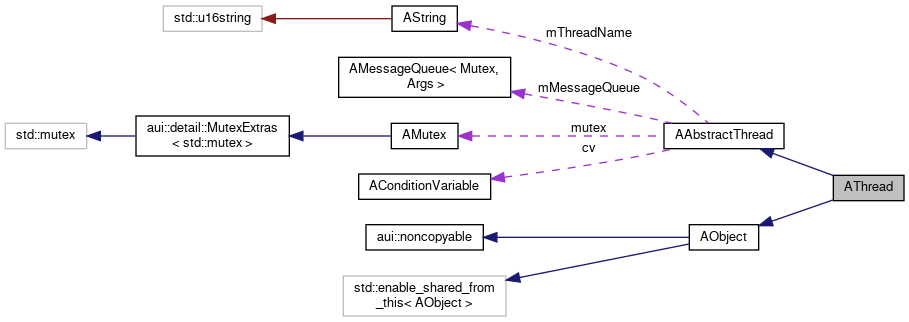 std::u16string
AString
mThreadName
AMessageQueue< Mutex,
Args >
mMessageQueue
std::mutex
aui::detail::MutexExtras
< std::mutex >
AMutex
mutex
cv
AAbstractThread
AConditionVariable
AThread
aui::noncopyable
AObject
std::enable_shared_from
_this< AObject >